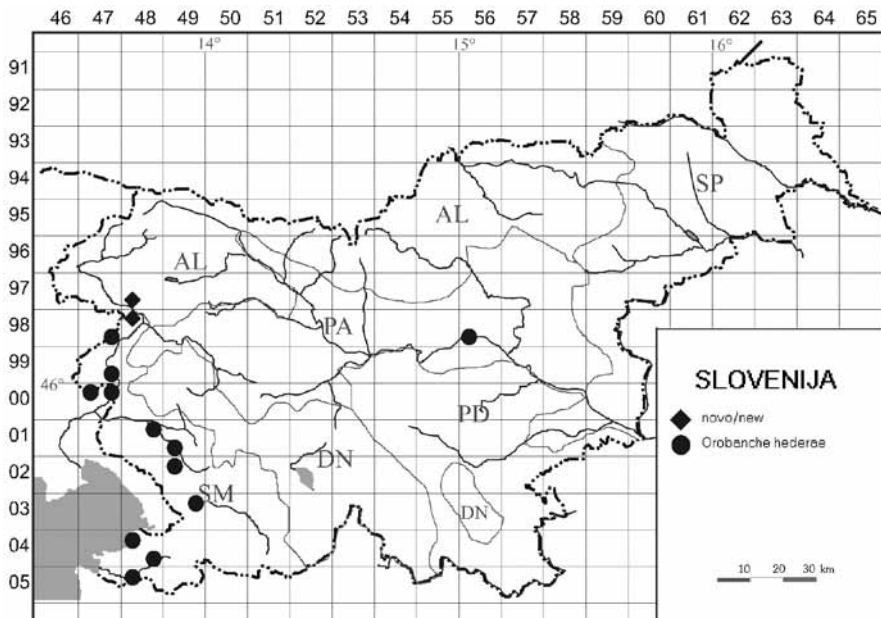 46 47 48 49 50 51 52 53 54 55 56 57 58 59 60 61 62 63 64 65
14° 15° 16°
91
92
93
94
SP
95
AL
96
AL
97
98
PA
99
46°
00
SLOVENIJA
PD
novo/new
01
Orobanche hederae
02
DN
SM
03
DN
04
05
10 20 30 km